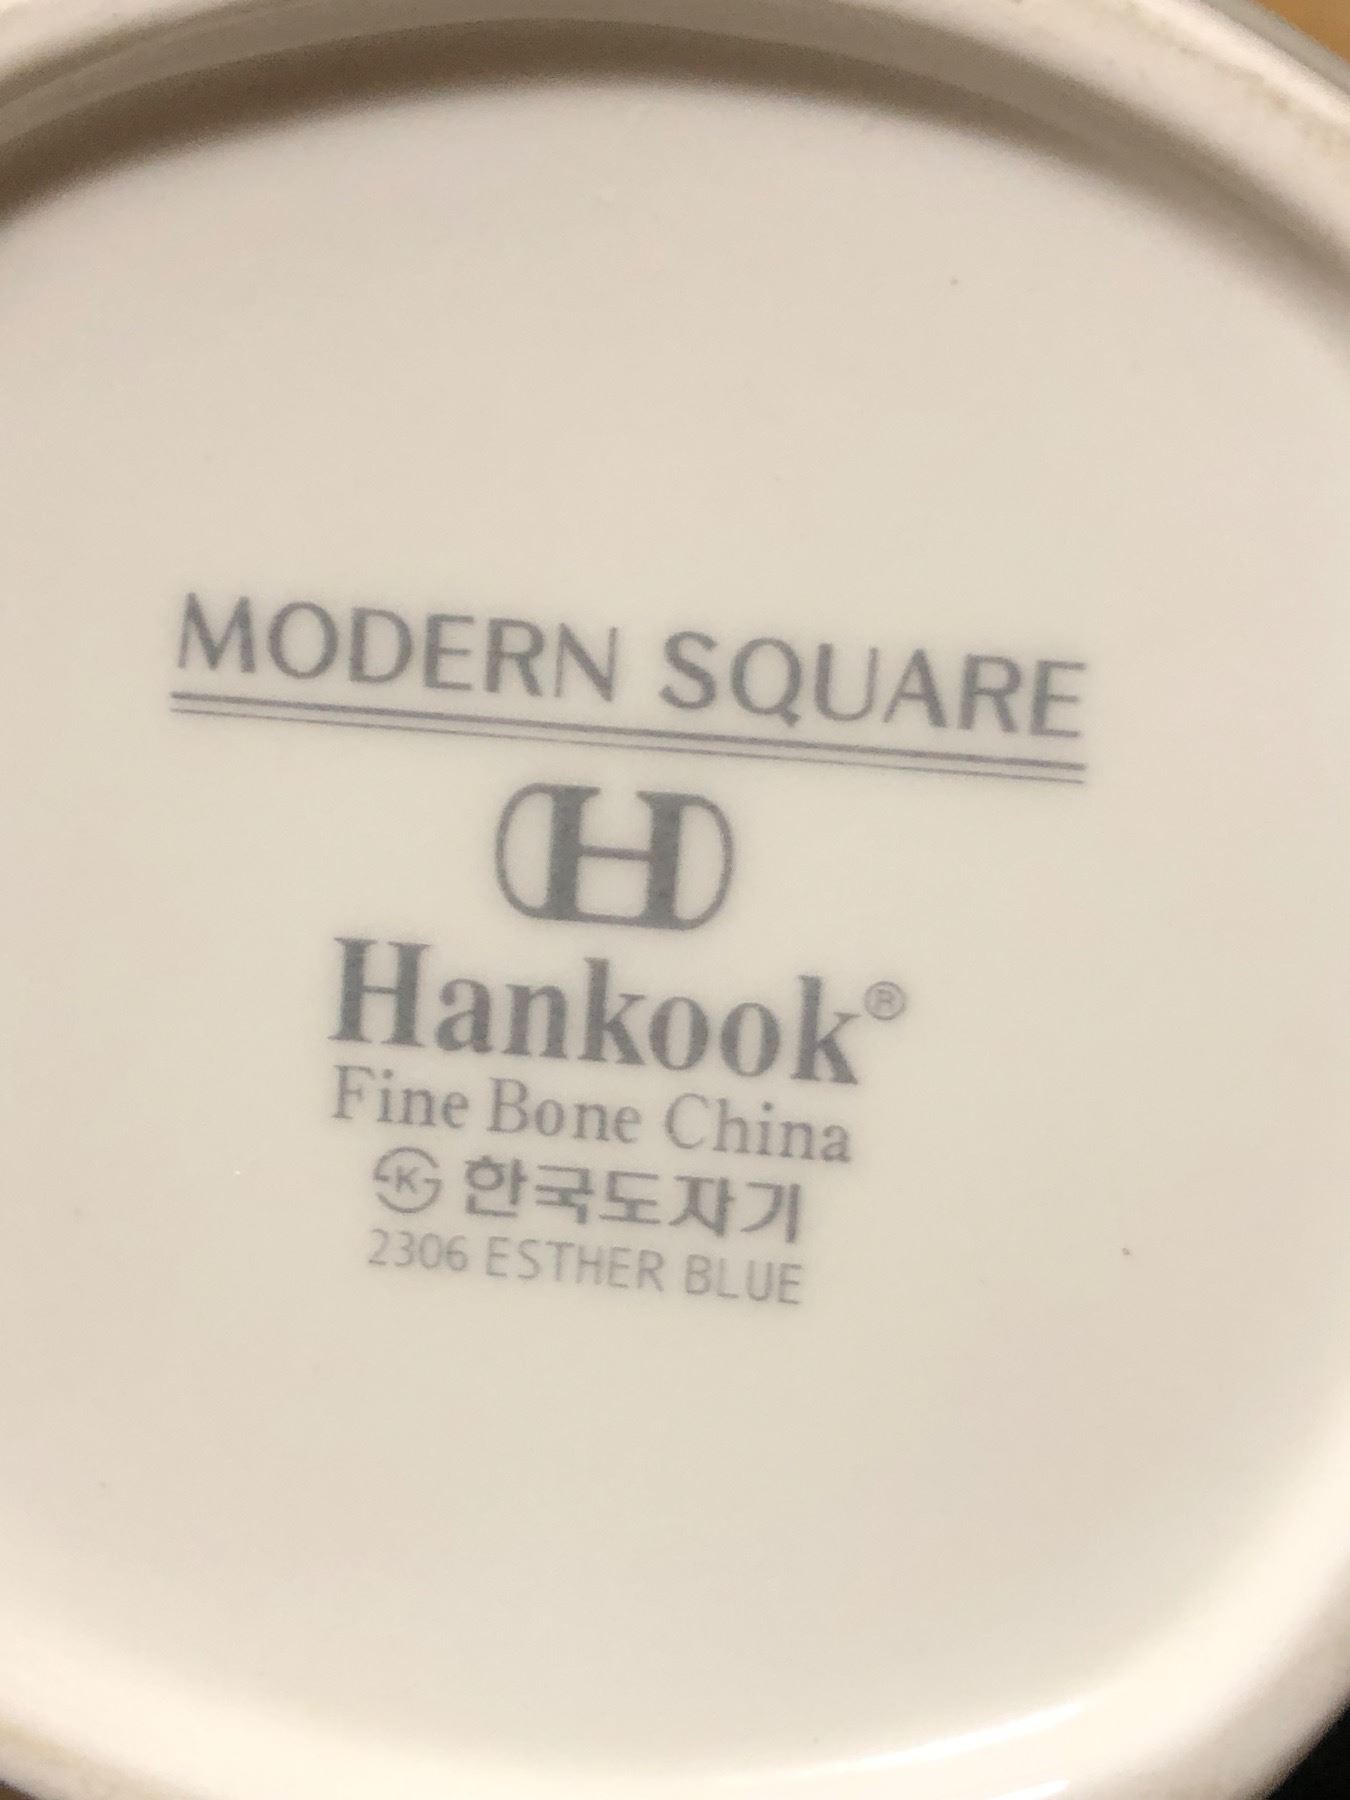 MODERN SQUARE
H
Hankook®
Fine Bone China
K 한국도자기
2306 ESTHER BLUE